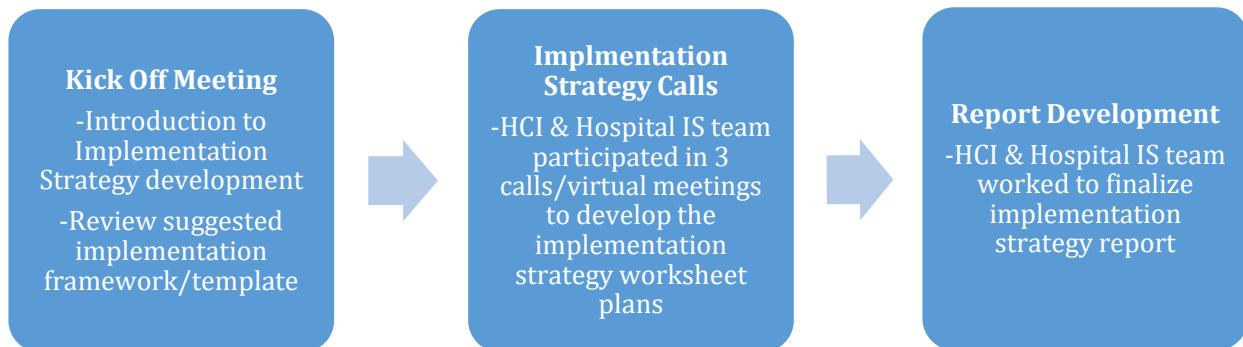 Kick Off Meeting
-Introduction to
Implementation
Strategy development
-Review suggested
implementation
framework/template
Implmentation
Strategy Calls
-HCI & Hospital IS team
participated in 3
calls/virtual meetings
to develop the
implementation
strategy worksheet
plans
Report Development
-HCI & Hospital IS team
worked to finalize
implementation
strategy report